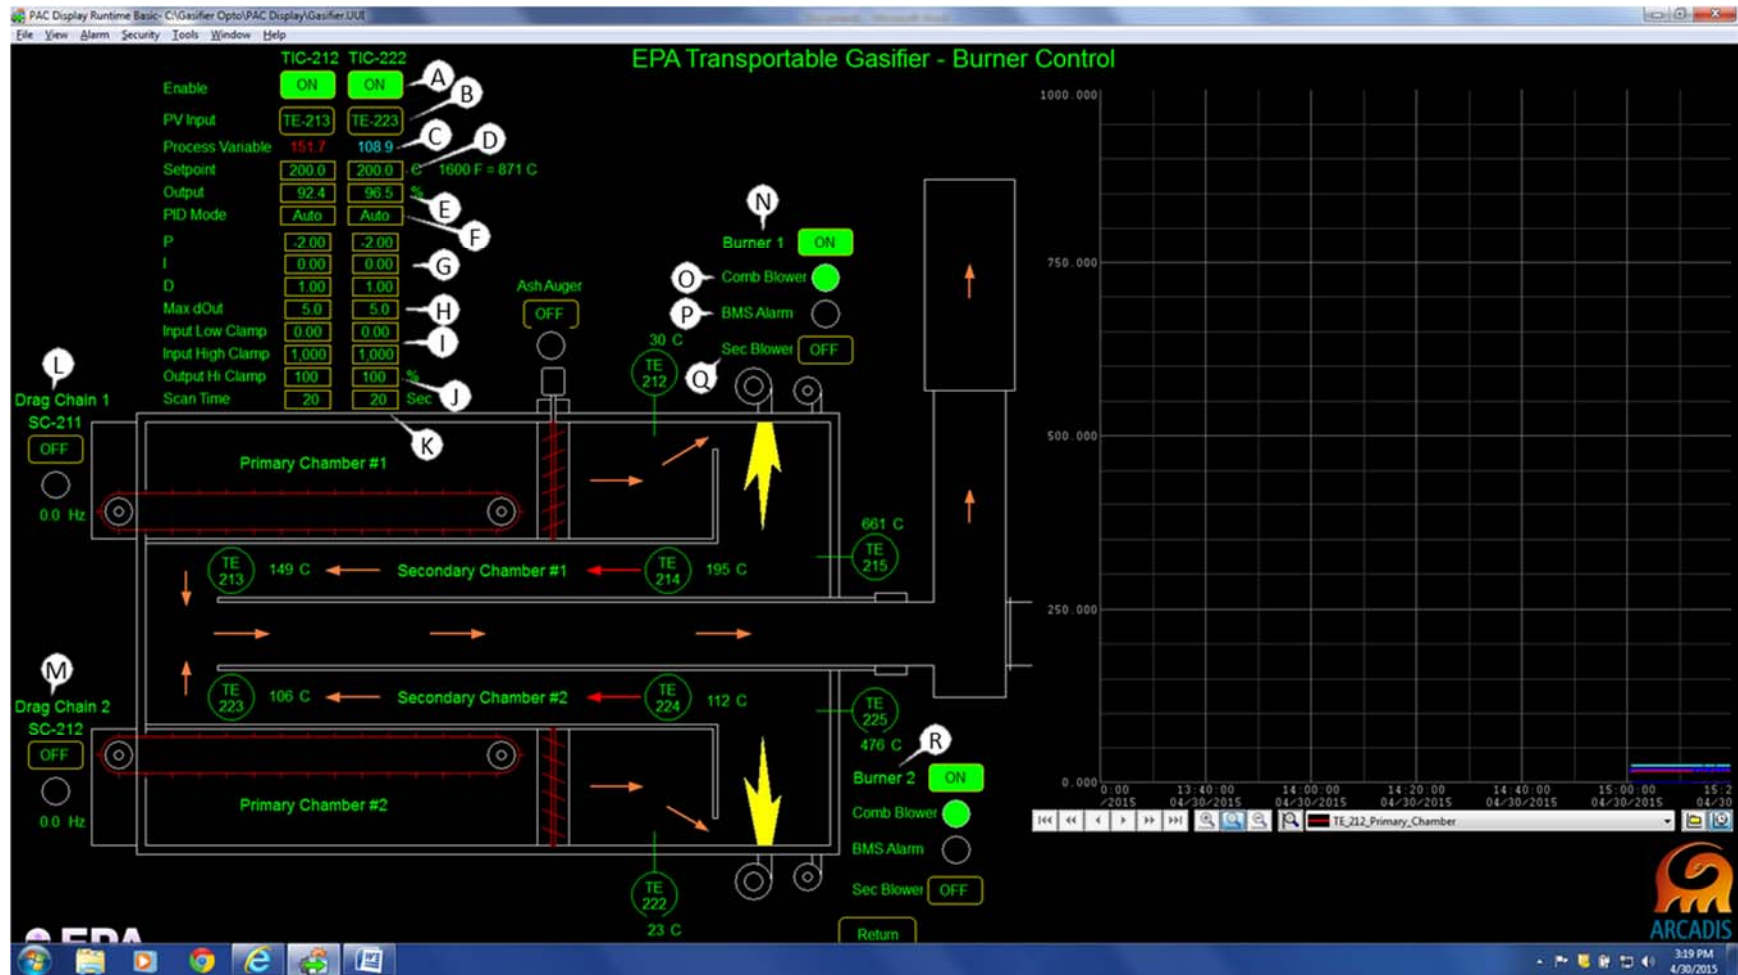 PAC Display Runtime Basic- C:\Gasifier Opto\PAC Display\Gasifier.UUI
File View Alarm Security Tools Window Help
EPA Transportable Gasifier - Burner Control
TIC-212 TIC-222
Enable ON ON A
PV Input TE-213 TE-223 B
Process Variable 151.7 108.9 C
Setpoint 200.0 200.0 C 1600 F = 871 C D
Output 92.4 96.5 % E
PID Mode Auto Auto F
P -2.00 -2.00
I 0.00 0.00 G
D 1.00 1.00
Max dOut 5.0 5.0 H
Input Low Clamp 0.00 0.00 I
Input High Clamp 1,000 1,000
Output Hi Clamp 100 100 % J
Scan Time 20 20 Sec
K
L
Drag Chain 1
SC-211
OFF
0.0 Hz
Primary Chamber #1
Ash Auger
OFF
30 C
TE
212
N
Burner 1 ON
O Comb Blower
P BMS Alarm
Q Sec Blower OFF
661 C
TE
215
TE
213
149 C
Secondary Chamber #1
TE
214
195 C
M
Drag Chain 2
SC-212
OFF
0.0 Hz
TE
223
106 C
Secondary Chamber #2
TE
224
112 C
TE
225
476 C
R
Primary Chamber #2
Burner 2 ON
Comb Blower
BMS Alarm
Sec Blower OFF
TE
222
23 C
Return
1000.000
750.000
500.000
250.000
0.000
0:00 13:40:00 14:00:00 14:20:00 14:40:00 15:00:00 15:2
/2015 04/30/2015 04/30/2015 04/30/2015 04/30/2015 04/30/2015 04/30
TE_212_Primary_Chamber
ARCADIS
EPA
3:19 PM
4/30/2015